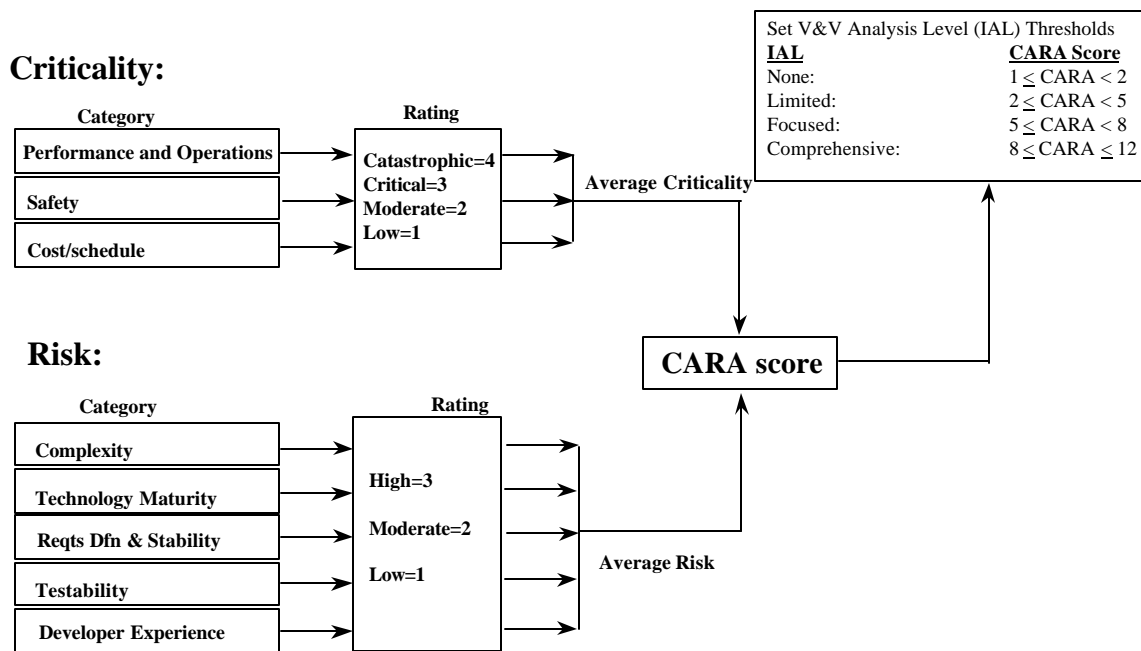 Criticality:
Category
Rating
Performance and Operations
Safety
Cost/schedule
Catastrophic=4
Critical=3
Moderate=2
Low=1
Average Criticality
Set V&V Analysis Level (IAL) Thresholds
IAL CARA Score
None: 1 ≤ CARA < 2
Limited: 2 ≤ CARA < 5
Focused: 5 ≤ CARA < 8
Comprehensive: 8 ≤ CARA ≤ 12
CARA score
Risk:
Category
Rating
Complexity
Technology Maturity
Reqts Dfn & Stability
Testability
Developer Experience
High=3
Moderate=2
Low=1
Average Risk